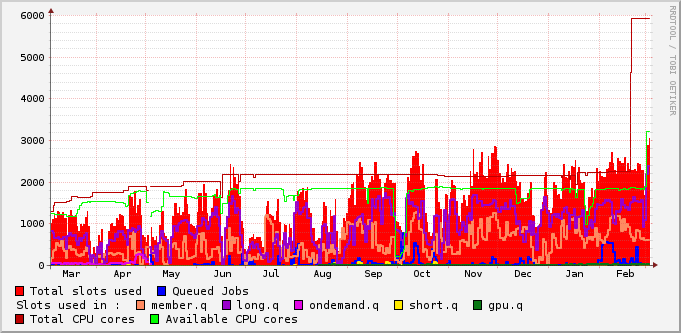 6000
5000
4000
3000
2000
1000
0
Mar Apr May Jun Jul Aug Sep Oct Nov Dec Jan Feb
RRDTOOL / TOBI OETIKER
Total slots used Queued Jobs
Slots used in : member.q long.q ondemand.q short.q gpu.q
Total CPU cores Available CPU cores